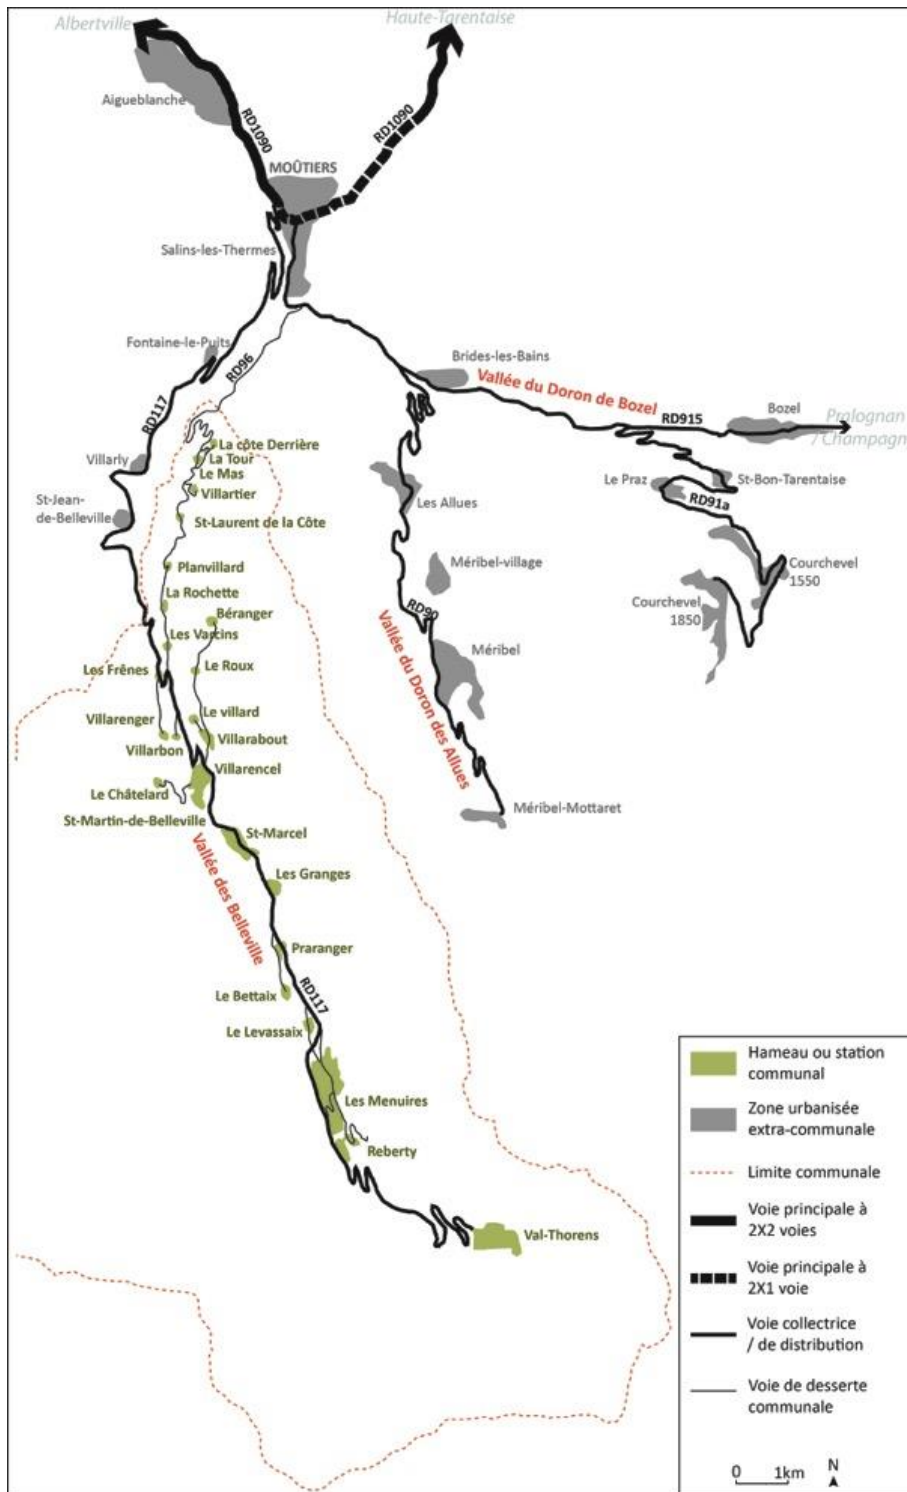 Albertville
Haute-Tarentaise
Aigueblanche
RD1090
RD1090
MOÛTIERS
Salins-les-Thermes
Fontaine-le-Puits
RD96
Brides-les-Bains
Vallée du Doron de Bozel
RD915
Bozel
Pralognan
/ Champagn
RD117
La côte Derrière
La Tour
Villarly
Le Mas
Villartier
Le Praz
St-Bon-Tarentaise
St-Jean-
de-Belleville
Les Allues
RD91a
St-Laurent de la Côte
Planvillard
Méribel-village
Courchevel
1550
La Rochette
Béranger
RD90
Courchevel
1850
Les Varcins
Méribel
Vallée du Doron des Allues
Les Frênes
Le Roux
Villarenger
Le villard
Villarabout
Villarbon
Villarencel
Le Châtelard
Méribel-Mottaret
St-Martin-de-Belleville
St-Marcel
Vallée des Belleville
Les Granges
Praranger
RD117
Le Bettaix
Le Levassaix
Les Menuires
Reberty
Val-Thorens
Hameau ou station
communal
Zone urbanisée
extra-communale
Limite communale
Voie principale à
2X2 voies
Voie principale à
2X1 voie
Voie collectrice
/ de distribution
Voie de desserte
communale
0 1km
N